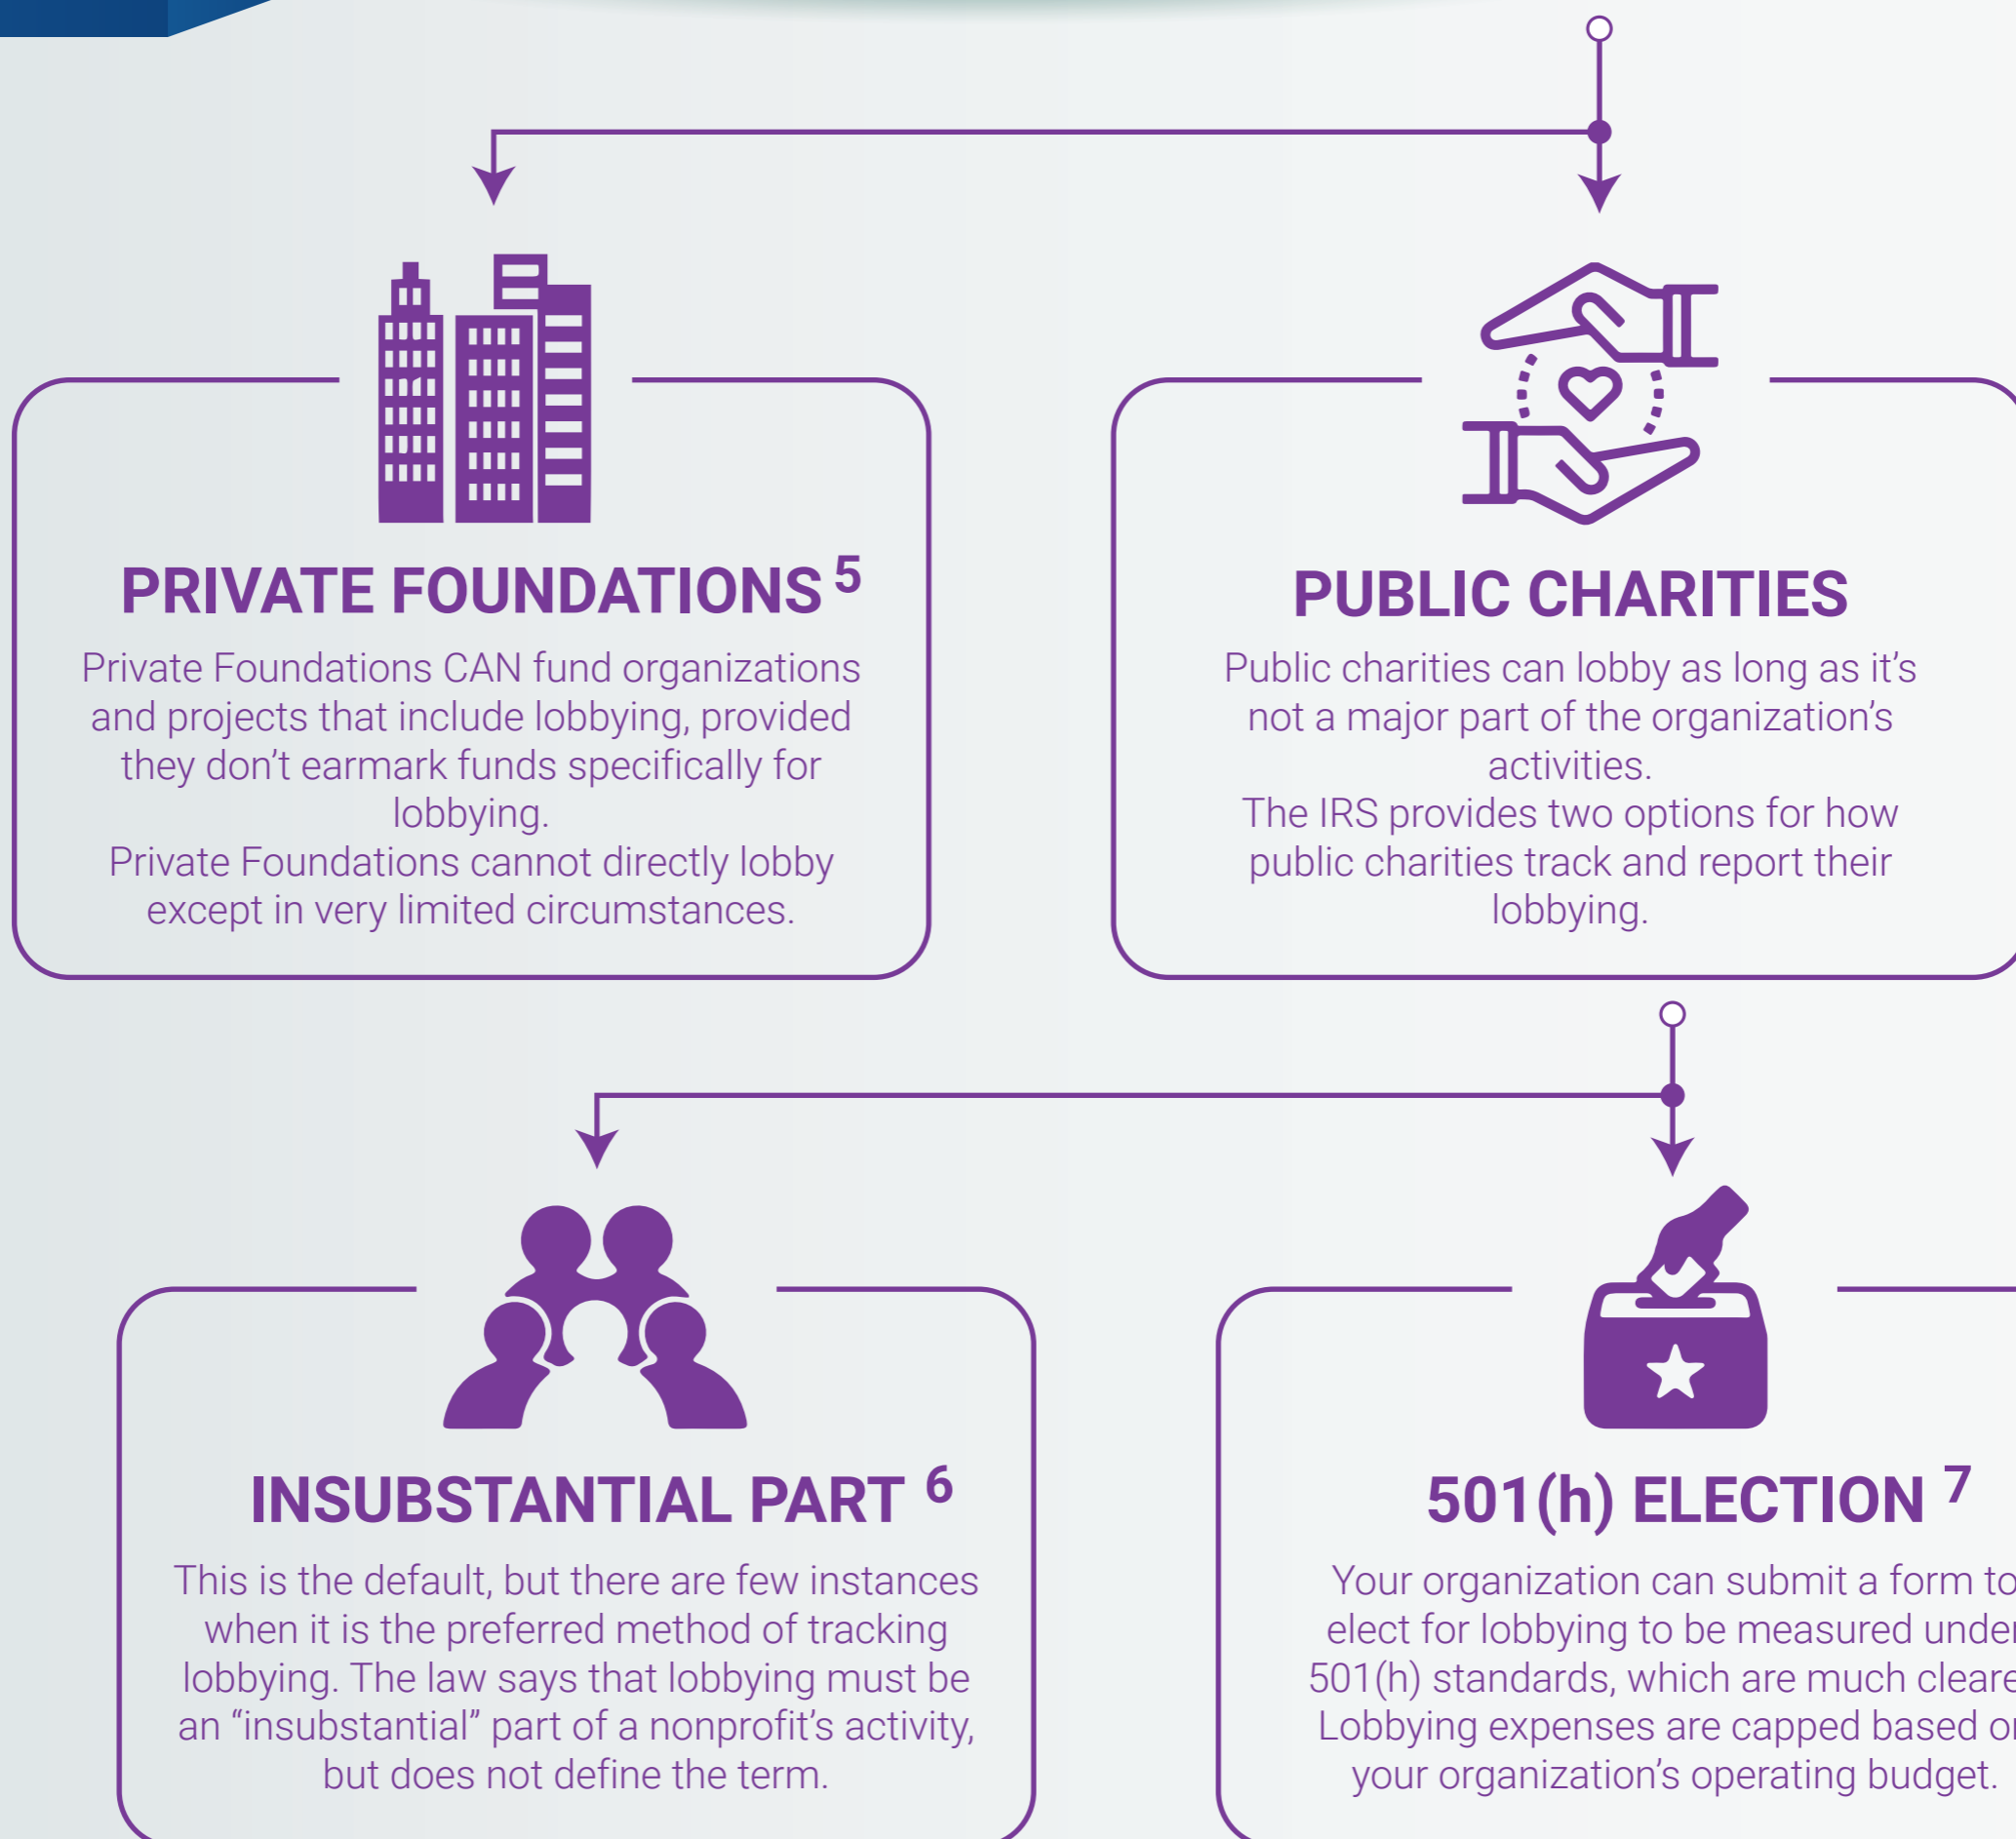 PRIVATE FOUNDATIONS 5
Private Foundations CAN fund organizations
and projects that include lobbying, provided
they don't earmark funds specifically for
lobbying.
Private Foundations cannot directly lobby
except in very limited circumstances.
PUBLIC CHARITIES
Public charities can lobby as long as it's
not a major part of the organization's
activities.
The IRS provides two options for how
public charities track and report their
lobbying.
INSUBSTANTIAL PART 6
This is the default, but there are few instances
when it is the preferred method of tracking
lobbying. The law says that lobbying must be
an “insubstantial” part of a nonprofit's activity,
but does not define the term.
501(h) ELECTION 7
Your organization can submit a form to
elect for lobbying to be measured under
501(h) standards, which are much
Lobbying expenses are capped based
your organization's operating budget.